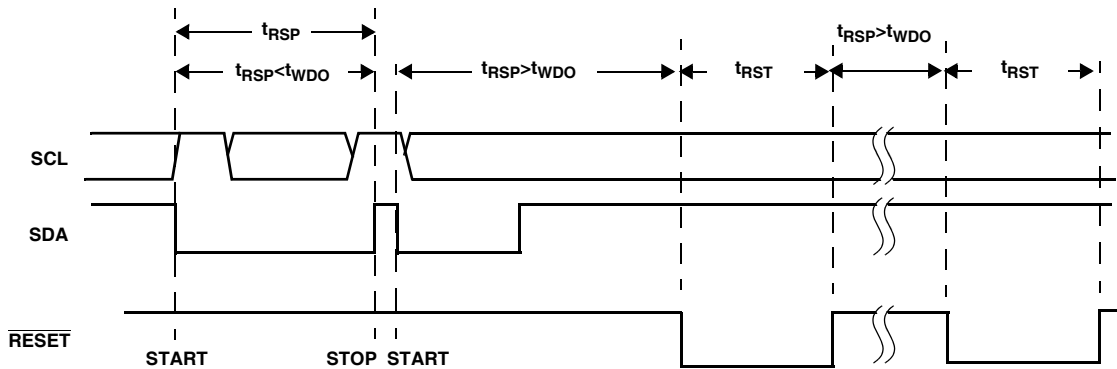 tRSP
tRSP>tWDO
tRSP<tWDO
tRSP>tWDO
tRST
tRST
SCL
SDA
RESET
START
STOP
START